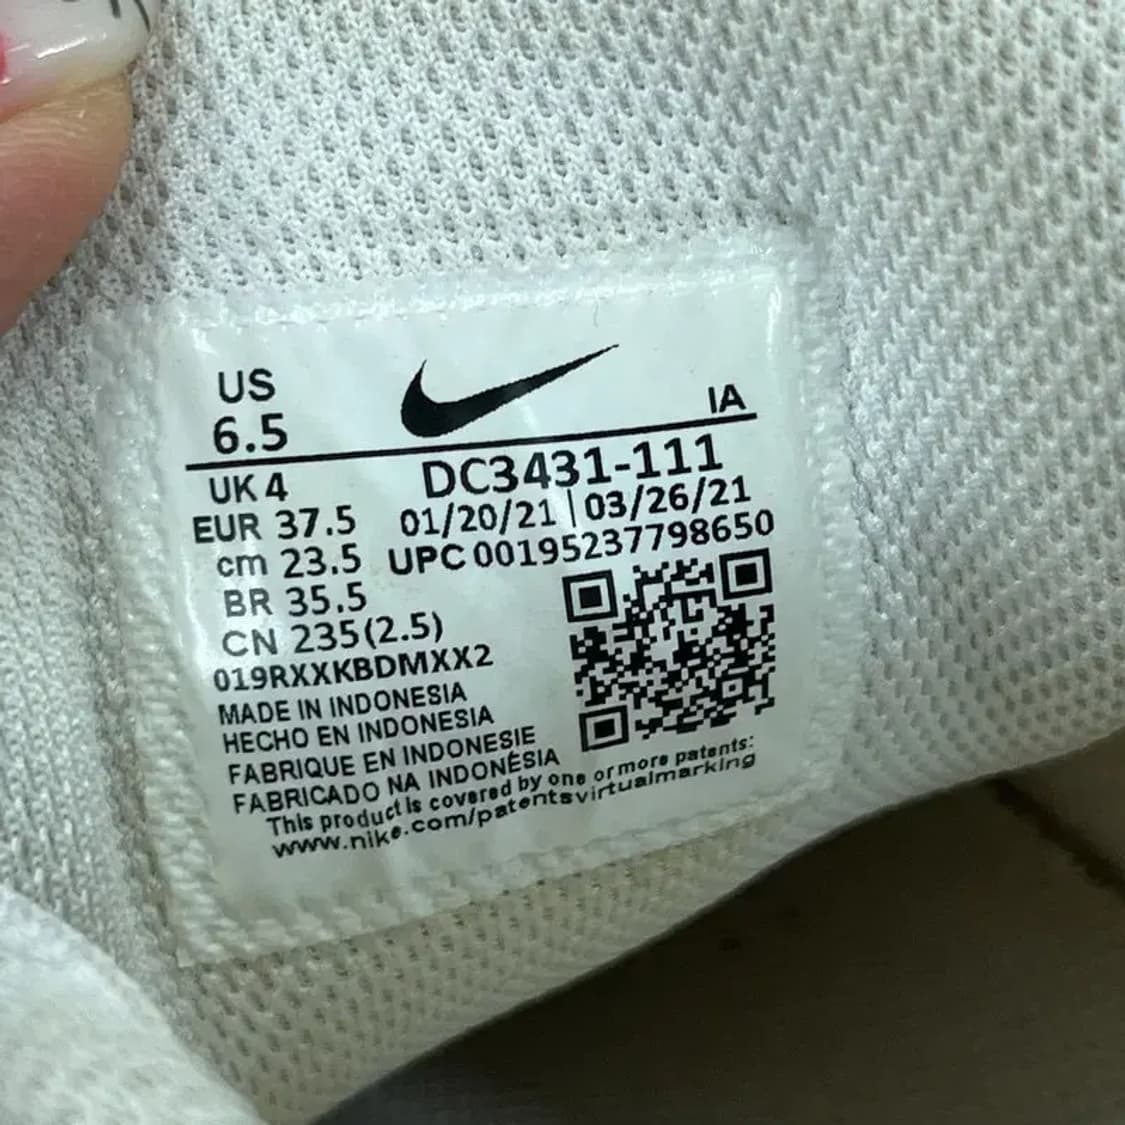 US
6.5
IA
UK 4
DC3431-111
EUR 37.5
01/20/21 | 03/26/21
cm 23.5
UPC 00195237798650
BR 35.5
CN 235(2.5)
019RXXKBDMXX2
MADE IN INDONESIA
HECHO EN INDONESIA
FABRIQUE EN INDONESIE
FABRICADO NA INDONÉSIA
This product is covered by one or more patents:
www.nike.com/patentsvirtualmarking